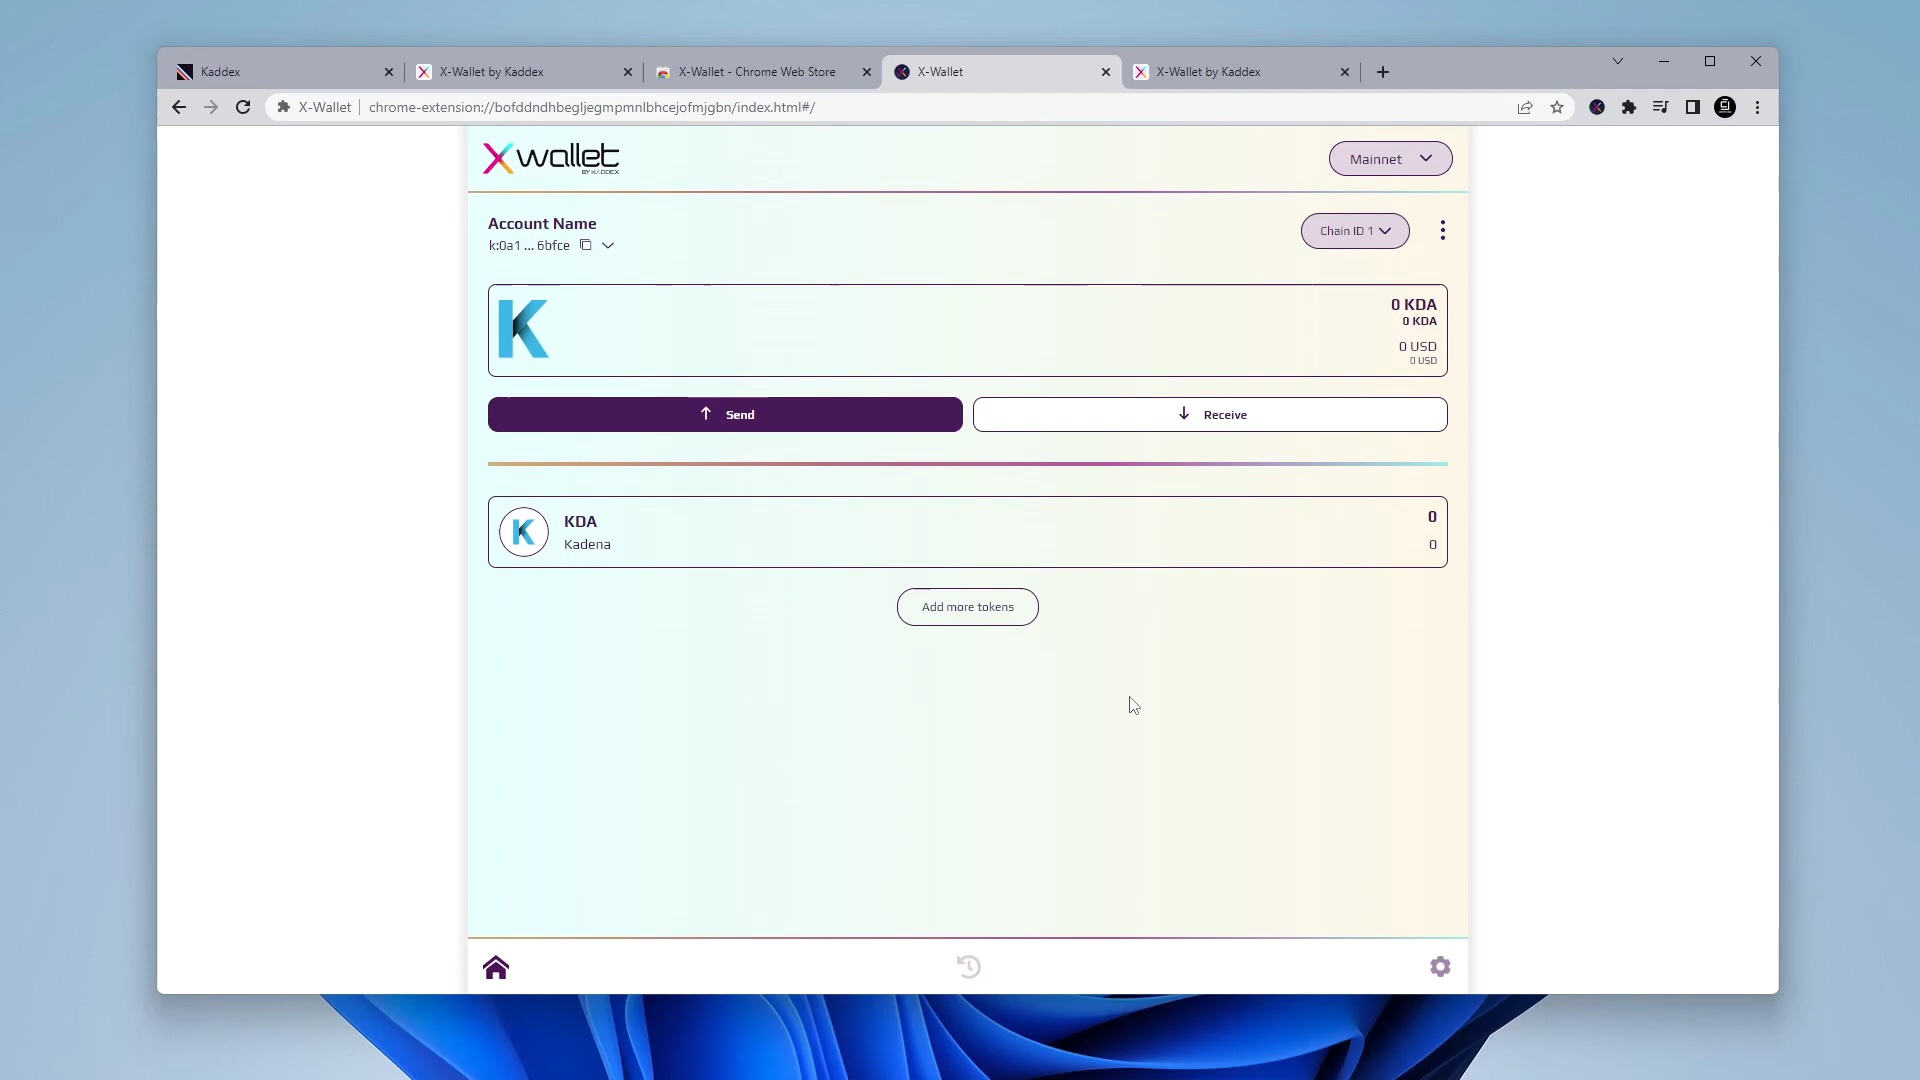 Kaddex
X-Wallet by Kaddex
X-Wallet - Chrome Web Store
X-Wallet
X-Wallet by Kaddex
X-Wallet
chrome-extension://bofddndhbegljegmpmnlbhcejofmjgbn/index.html#/
X wallet
BY KADDEX
Mainnet
Account Name
k:0a1 ... 6bfce
Chain ID 1
0 KDA
0 KDA
0 USD
0 USD
Send
Receive
KDA
0
Kadena
0
Add more tokens